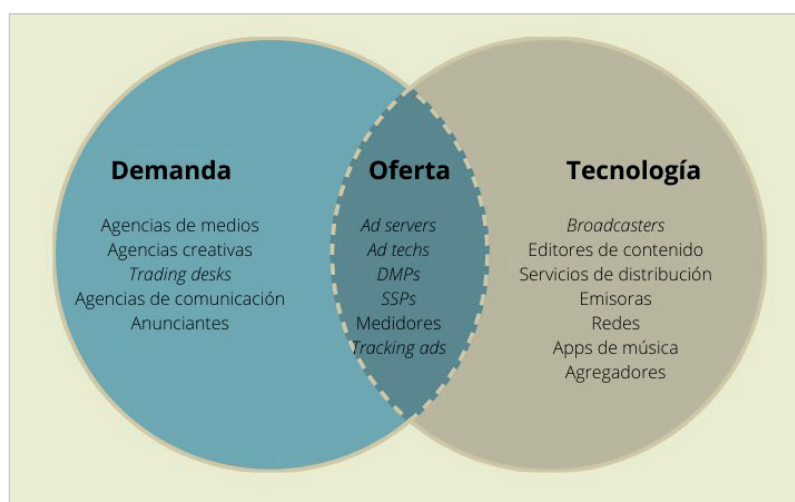 Demanda
Agencias de medios
Agencias creativas
Trading desks
Agencias de comunicación
Anunciantes
Oferta
Ad servers
Ad techs
DMPs
SSPs
Medidores
Tracking ads
Tecnología
Broadcasters
Editores de contenido
Servicios de distribución
Emisoras
Redes
Apps de música
Agregadores